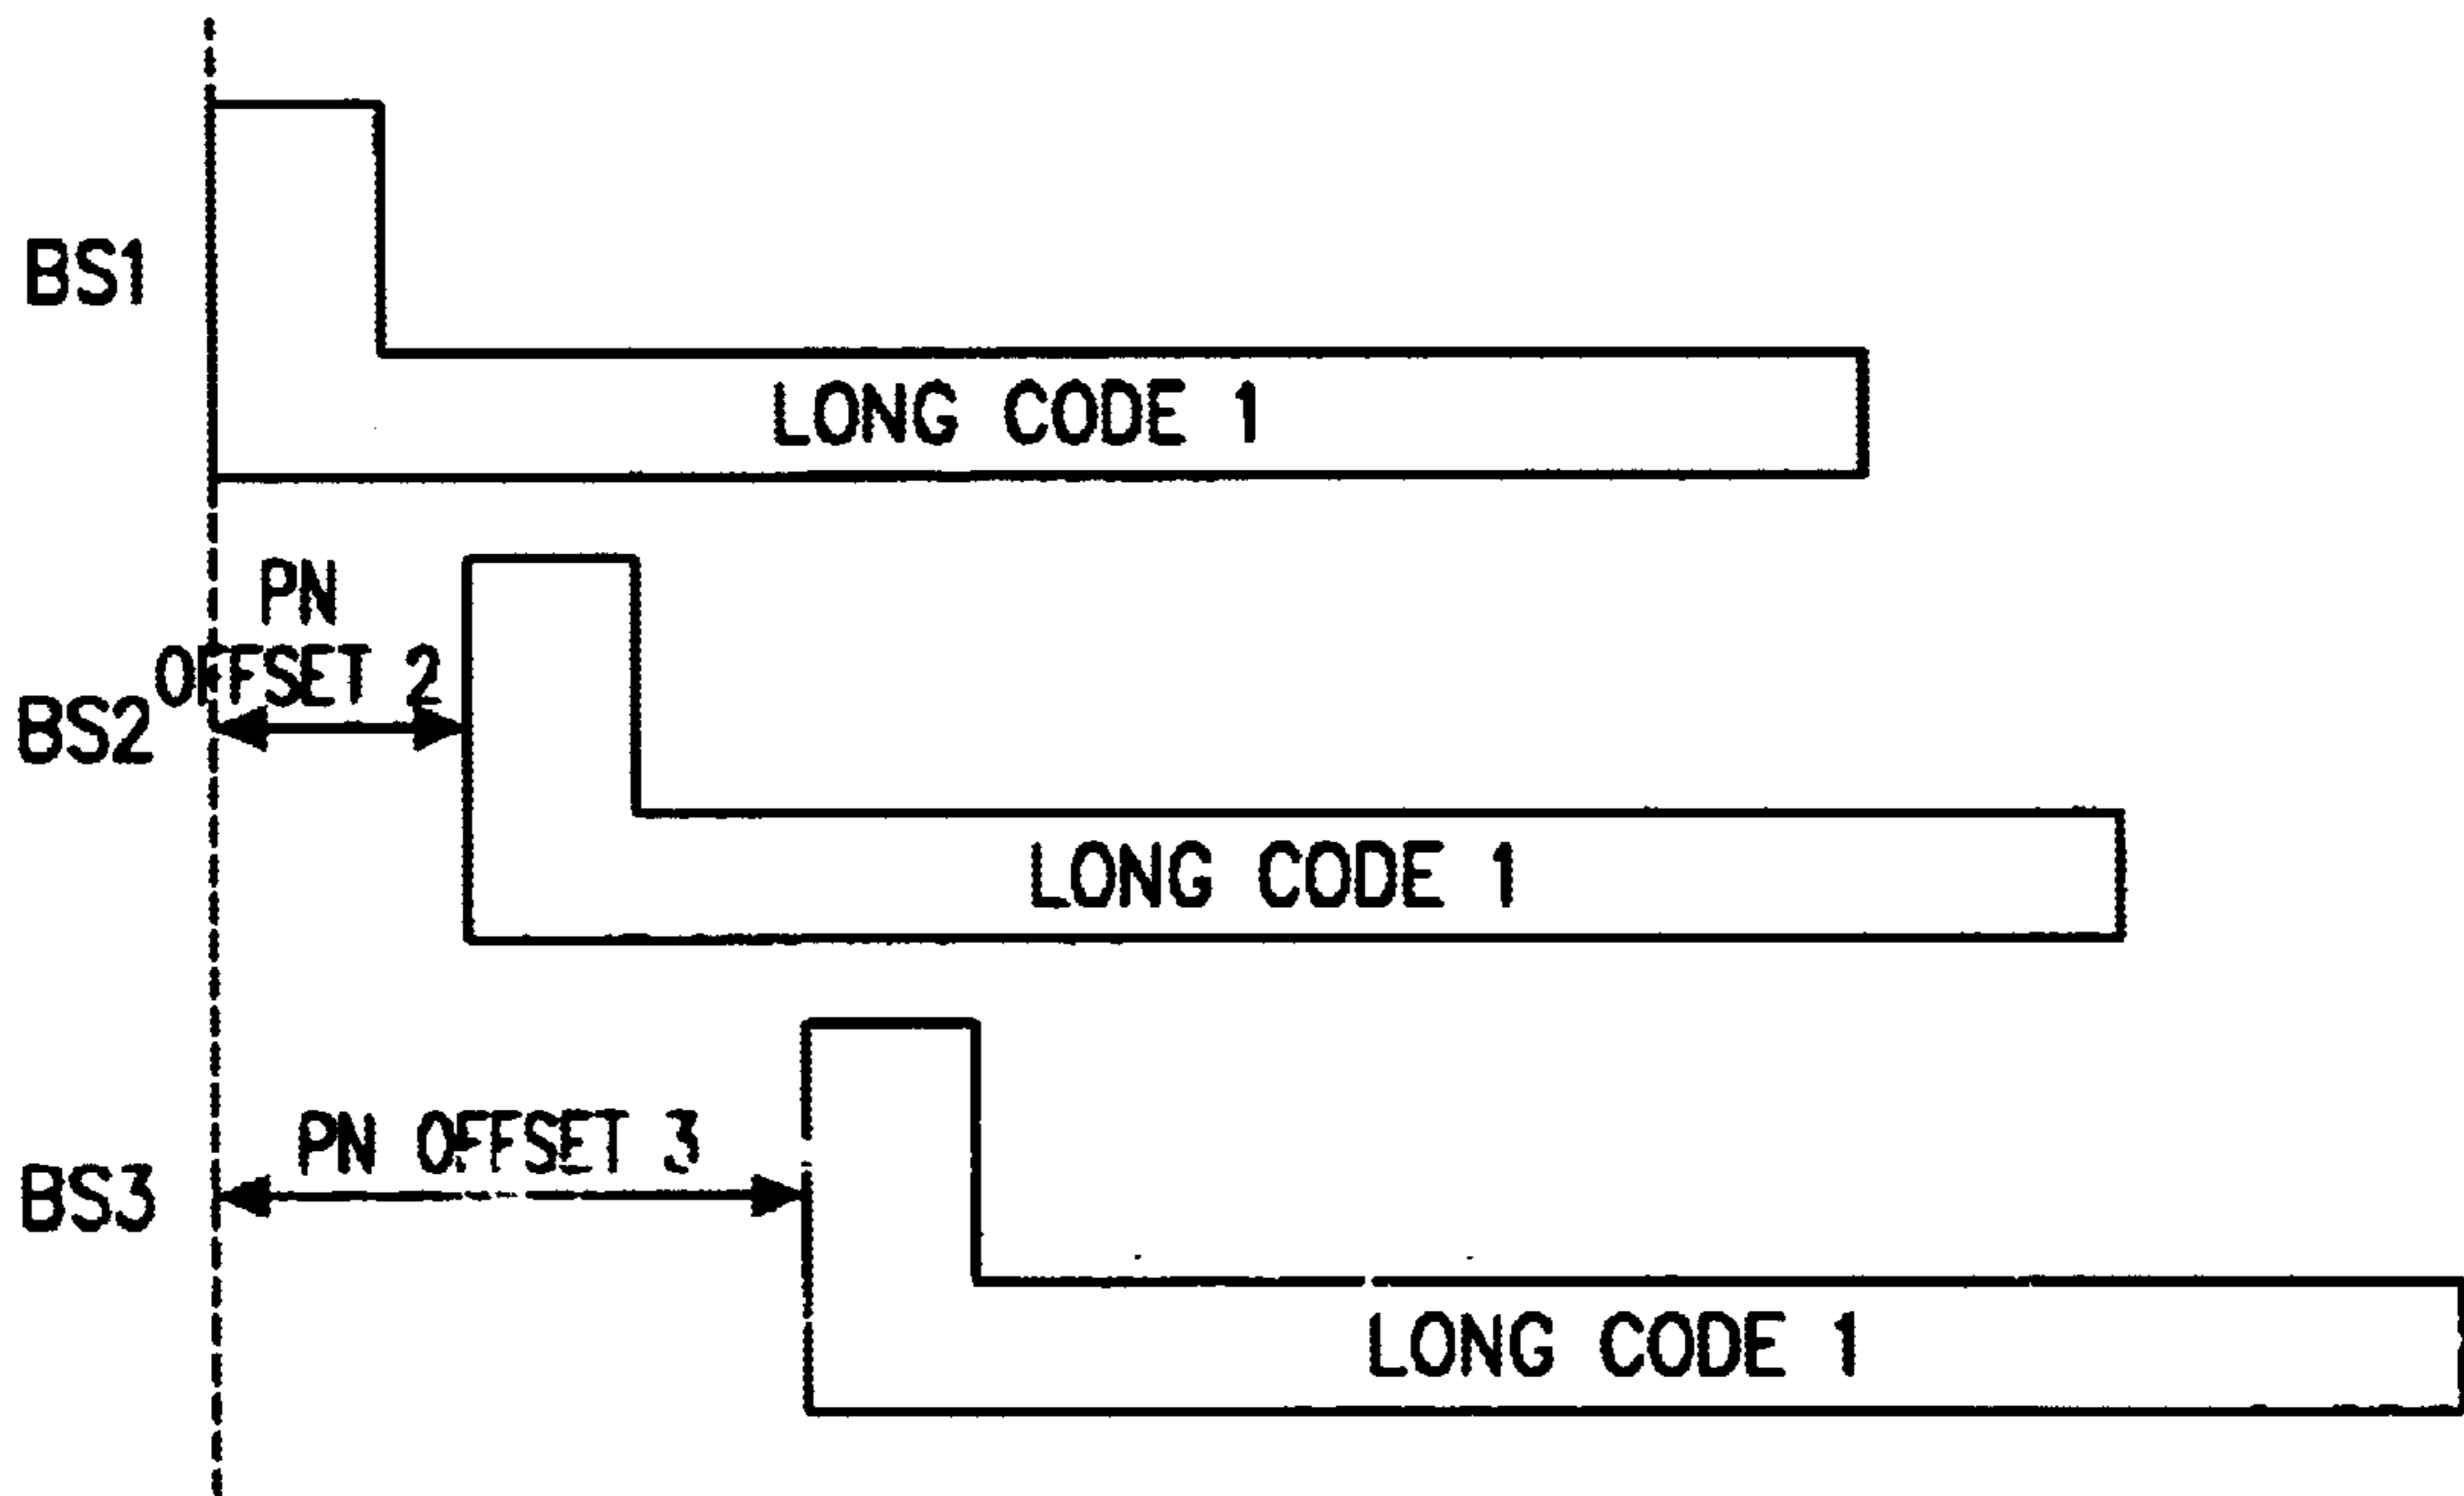 BS1
LONG CODE 1
PN
OFFSET 2
BS2
LONG CODE 1
PN OFFSET 3
BS3
LONG CODE 1